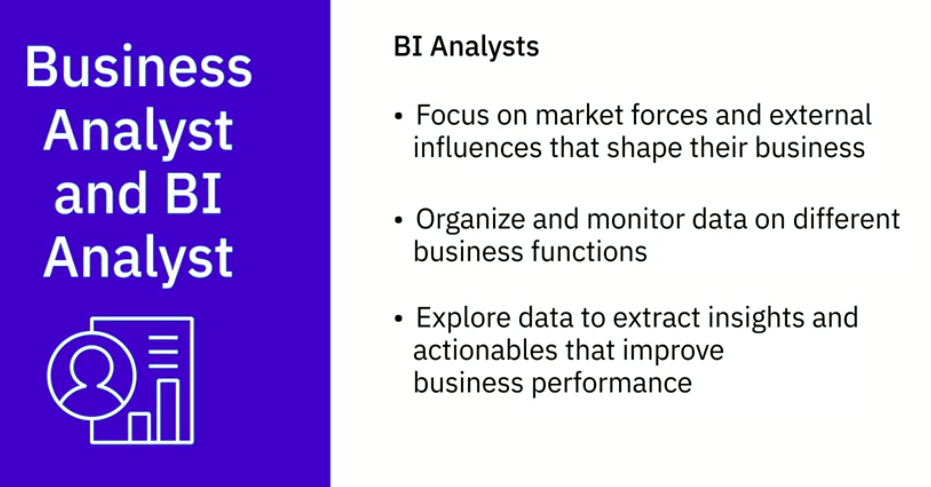 Business
Analyst
and BI
Analyst
BI Analysts
• Focus on market forces and external
influences that shape their business
• Organize and monitor data on different
business functions
• Explore data to extract insights and
actionables that improve
business performance